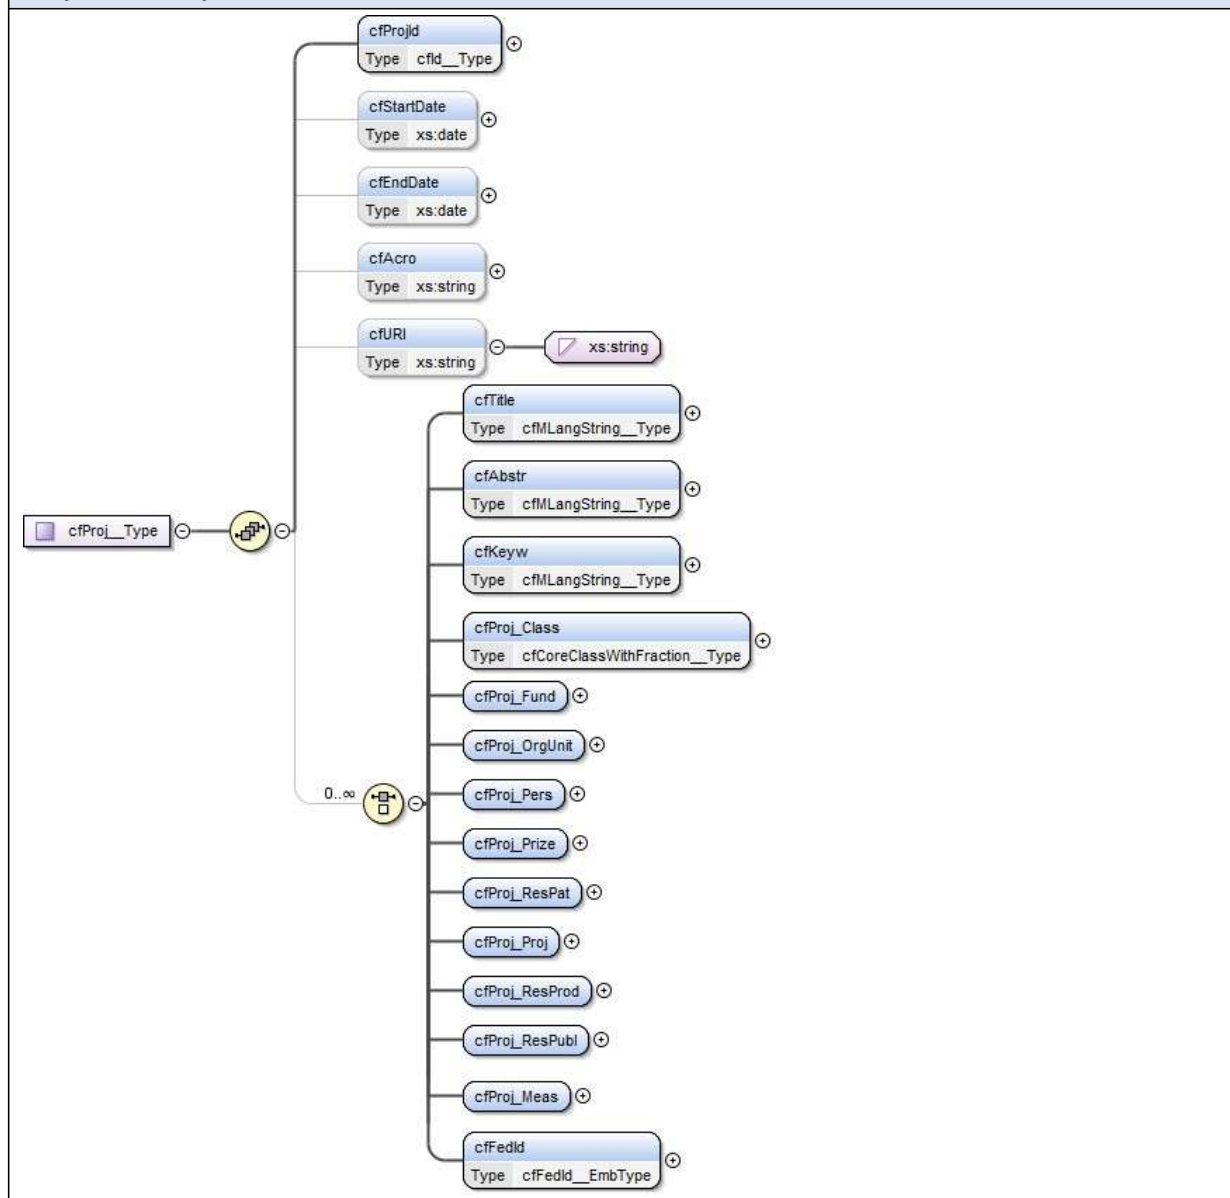 cfProjId
Type cfId__Type
cfStartDate
Type xs:date
cfEndDate
Type xs:date
cfAcro
Type xs:string
cfURI
Type xs:string
xs:string
cfTitle
Type cfMLangString__Type
cfAbstr
Type cfMLangString__Type
cfProj__Type
cfKeyw
Type cfMLangString__Type
cfProj_Class
Type cfCoreClassWithFraction__Type
cfProj_Fund
cfProj_OrgUnit
0..∞
cfProj_Pers
cfProj_Prize
cfProj_ResPat
cfProj_Proj
cfProj_ResProd
cfProj_ResPubl
cfProj_Meas
cfFedId
Type cfFedId__EmbType